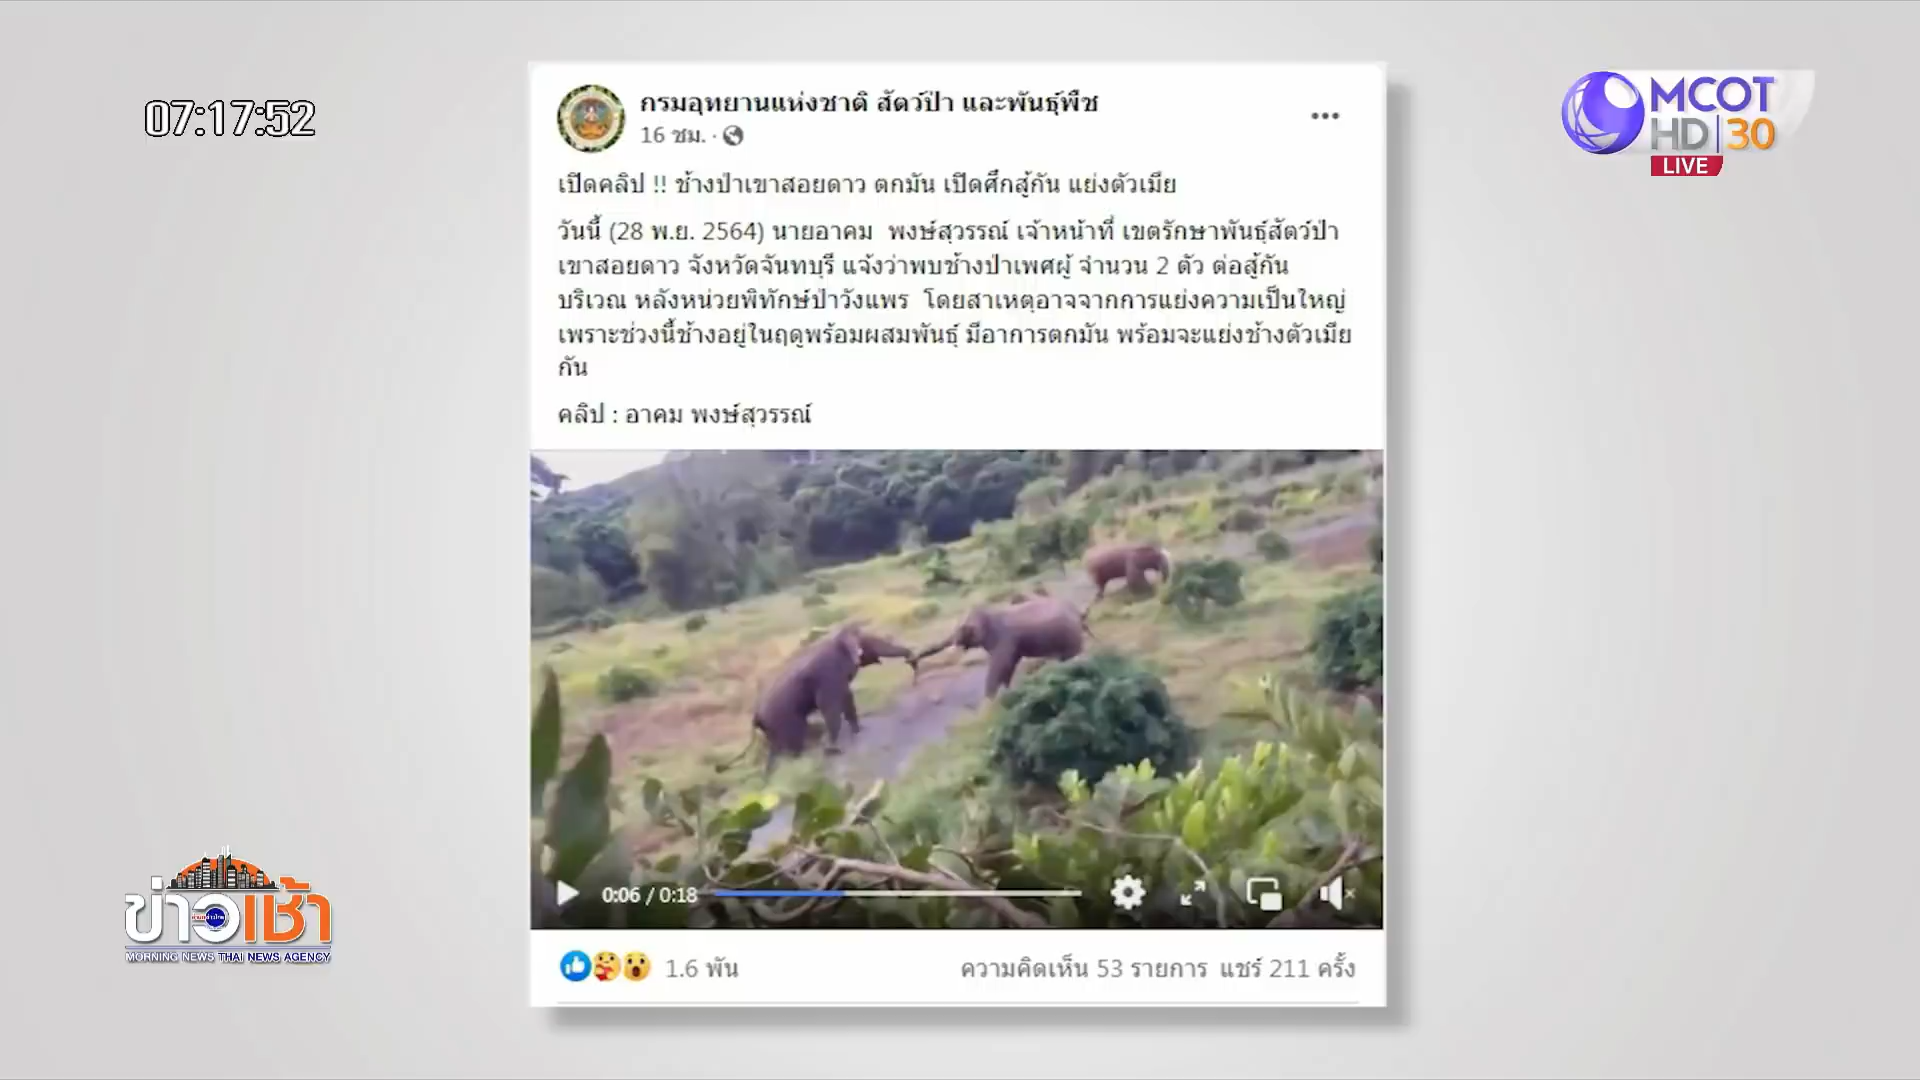 07:17:52
MCOT
HD 30
LIVE
กรมอุทยานแห่งชาติ สัตว์ป่า และพันธุ์พืช
16 ชม. ·
เปิดคลิป !! ช้างป่าเขาสอยดาว ตกมัน เปิดศึกสู้กัน แย่งตัวเมีย
วันนี้ (28 พ.ย. 2564) นายอาคม พงษ์สุวรรณ์ เจ้าหน้าที่ เขตรักษาพันธุ์สัตว์ป่า
เขาสอยดาว จังหวัดจันทบุรี แจ้งว่าพบช้างป่าเพศผู้ จำนวน 2 ตัว ต่อสู้กัน
บริเวณ หลังหน่วยพิทักษ์ป่าวังแพร โดยสาเหตุอาจจากการแย่งความเป็นใหญ่
เพราะช่วงนี้ช้างอยู่ในฤดูพร้อมผสมพันธุ์ มีอาการตกมัน พร้อมจะแย่งช้างตัวเมีย
กัน
คลิป : อาคม พงษ์สุวรรณ์
0:06 / 0:18
1.6 พัน
ความคิดเห็น 53 รายการ แชร์ 211 ครั้ง
ข่าวเช้า
MORNING NEWS THAI NEWS AGENCY